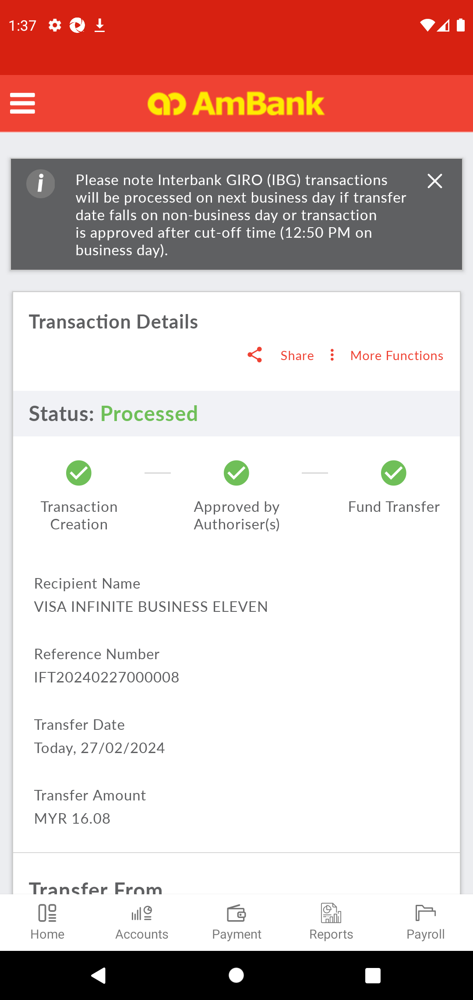 1:37
AmBank
Please note Interbank GIRO (IBG) transactions
will be processed on next business day if transfer
date falls on non-business day or transaction
is approved after cut-off time (12:50 PM on
business day).
Transaction Details
Share
More Functions
Status: Processed
Transaction
Creation
Approved by
Authoriser(s)
Fund Transfer
Recipient Name
VISA INFINITE BUSINESS ELEVEN
Reference Number
IFT20240227000008
Transfer Date
Today, 27/02/2024
Transfer Amount
MYR 16.08
Transfer From
Home
Accounts
Payment
Reports
Payroll